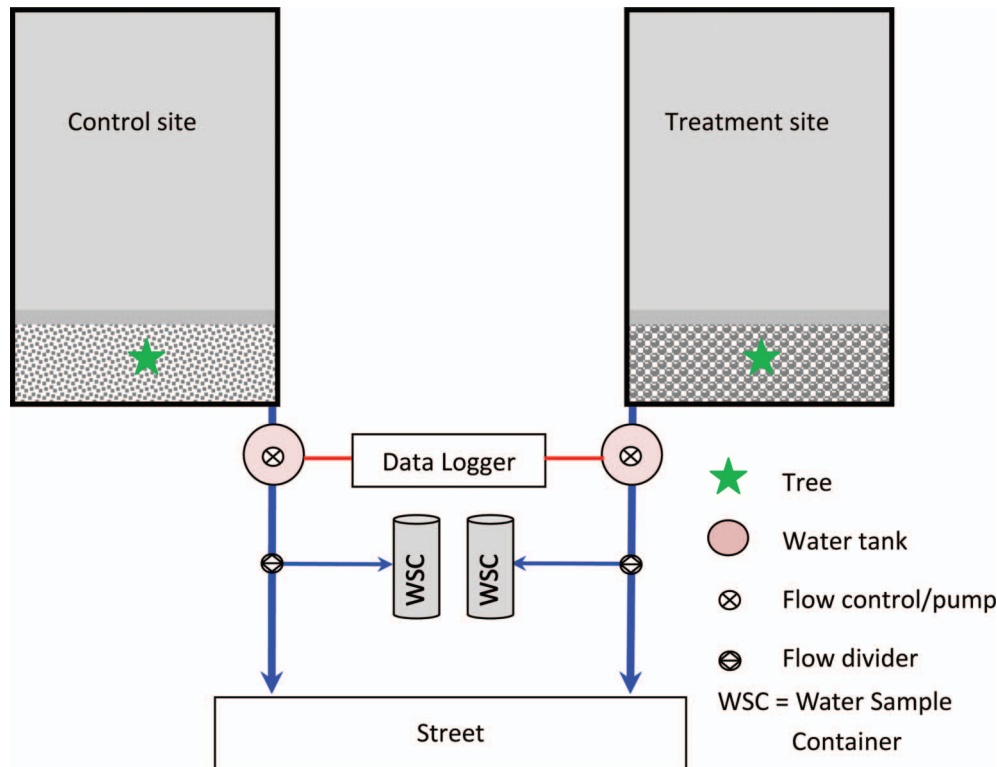 Control site
Treatment site
Data Logger
WSC
WSC
Street
Tree
Water tank
Flow control/pump
Flow divider
WSC = Water Sample
Container